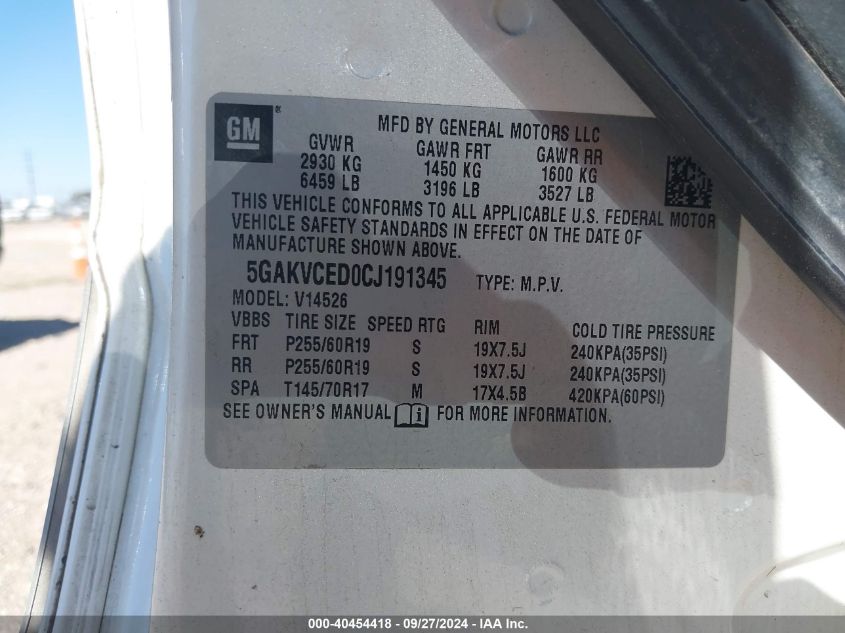 GM ®
MFD BY GENERAL MOTORS LLC
GVWR GAWR FRT GAWR RR
2930 KG 1450 KG 1600 KG
6459 LB 3196 LB 3527 LB
THIS VEHICLE CONFORMS TO ALL APPLICABLE U.S. FEDERAL MOTOR
VEHICLE SAFETY STANDARDS IN EFFECT ON THE DATE OF
MANUFACTURE SHOWN ABOVE.
5GAKVCED0CJ191345 TYPE: M.P.V.
MODEL: V14526
VBBS TIRE SIZE SPEED RTG RIM COLD TIRE PRESSURE
FRT P255/60R19 S 19X7.5J 240KPA(35PSI)
RR P255/60R19 S 19X7.5J 240KPA(35PSI)
SPA T145/70R17 M 17X4.5B 420KPA(60PSI)
SEE OWNER'S MANUAL FOR MORE INFORMATION.
000-40454418 - 09/27/2024 - IAA Inc.